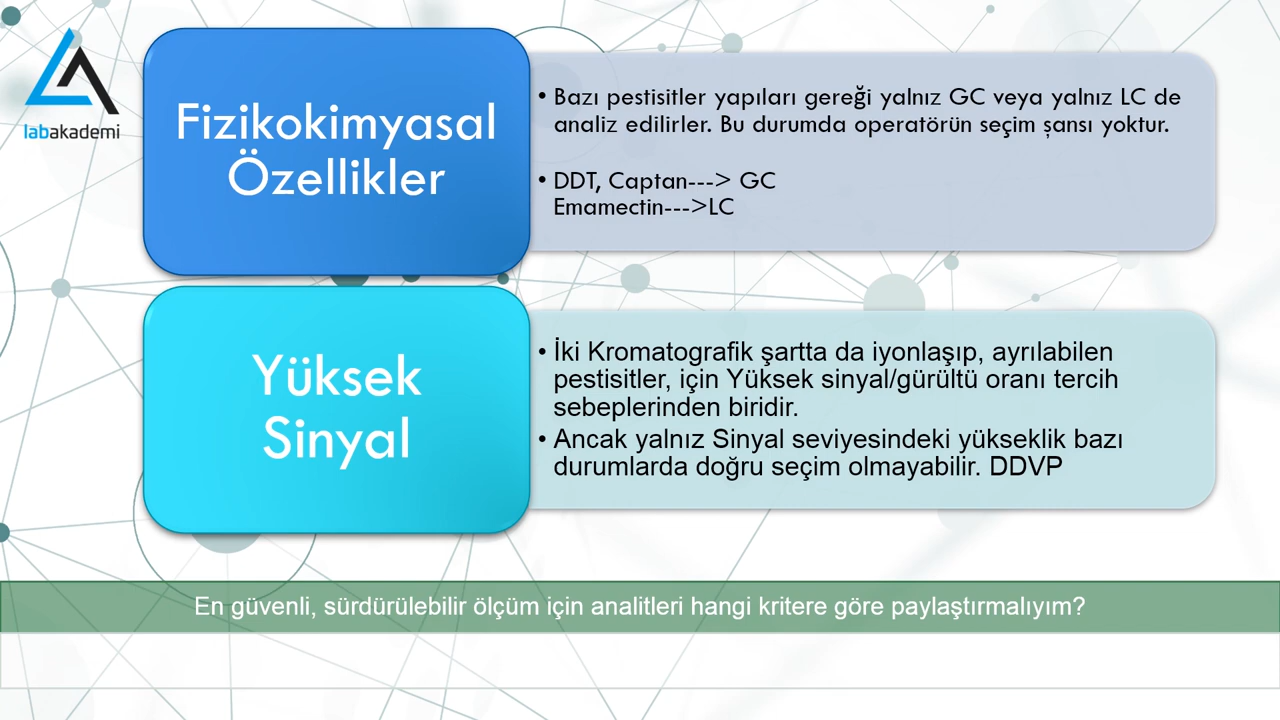 labakademi
Fizikokimyasal
Özellikler
• Bazı pestisitler yapıları gereği yalnız GC veya yalnız LC de
analiz edilirler. Bu durumda operatörün seçim şansı yoktur.
• DDT, Captan---> GC
Emamectin--->LC
Yüksek
Sinyal
• İki Kromatografik şartta da iyonlaşıp, ayrılabilen
pestisitler, için Yüksek sinyal/gürültü oranı tercih
sebeplerinden biridir.
• Ancak yalnız Sinyal seviyesindeki yükseklik bazı
durumlarda doğru seçim olmayabilir. DDVP
En güvenli, sürdürülebilir ölçüm için analitleri hangi kritere göre paylaştırmalıyım?